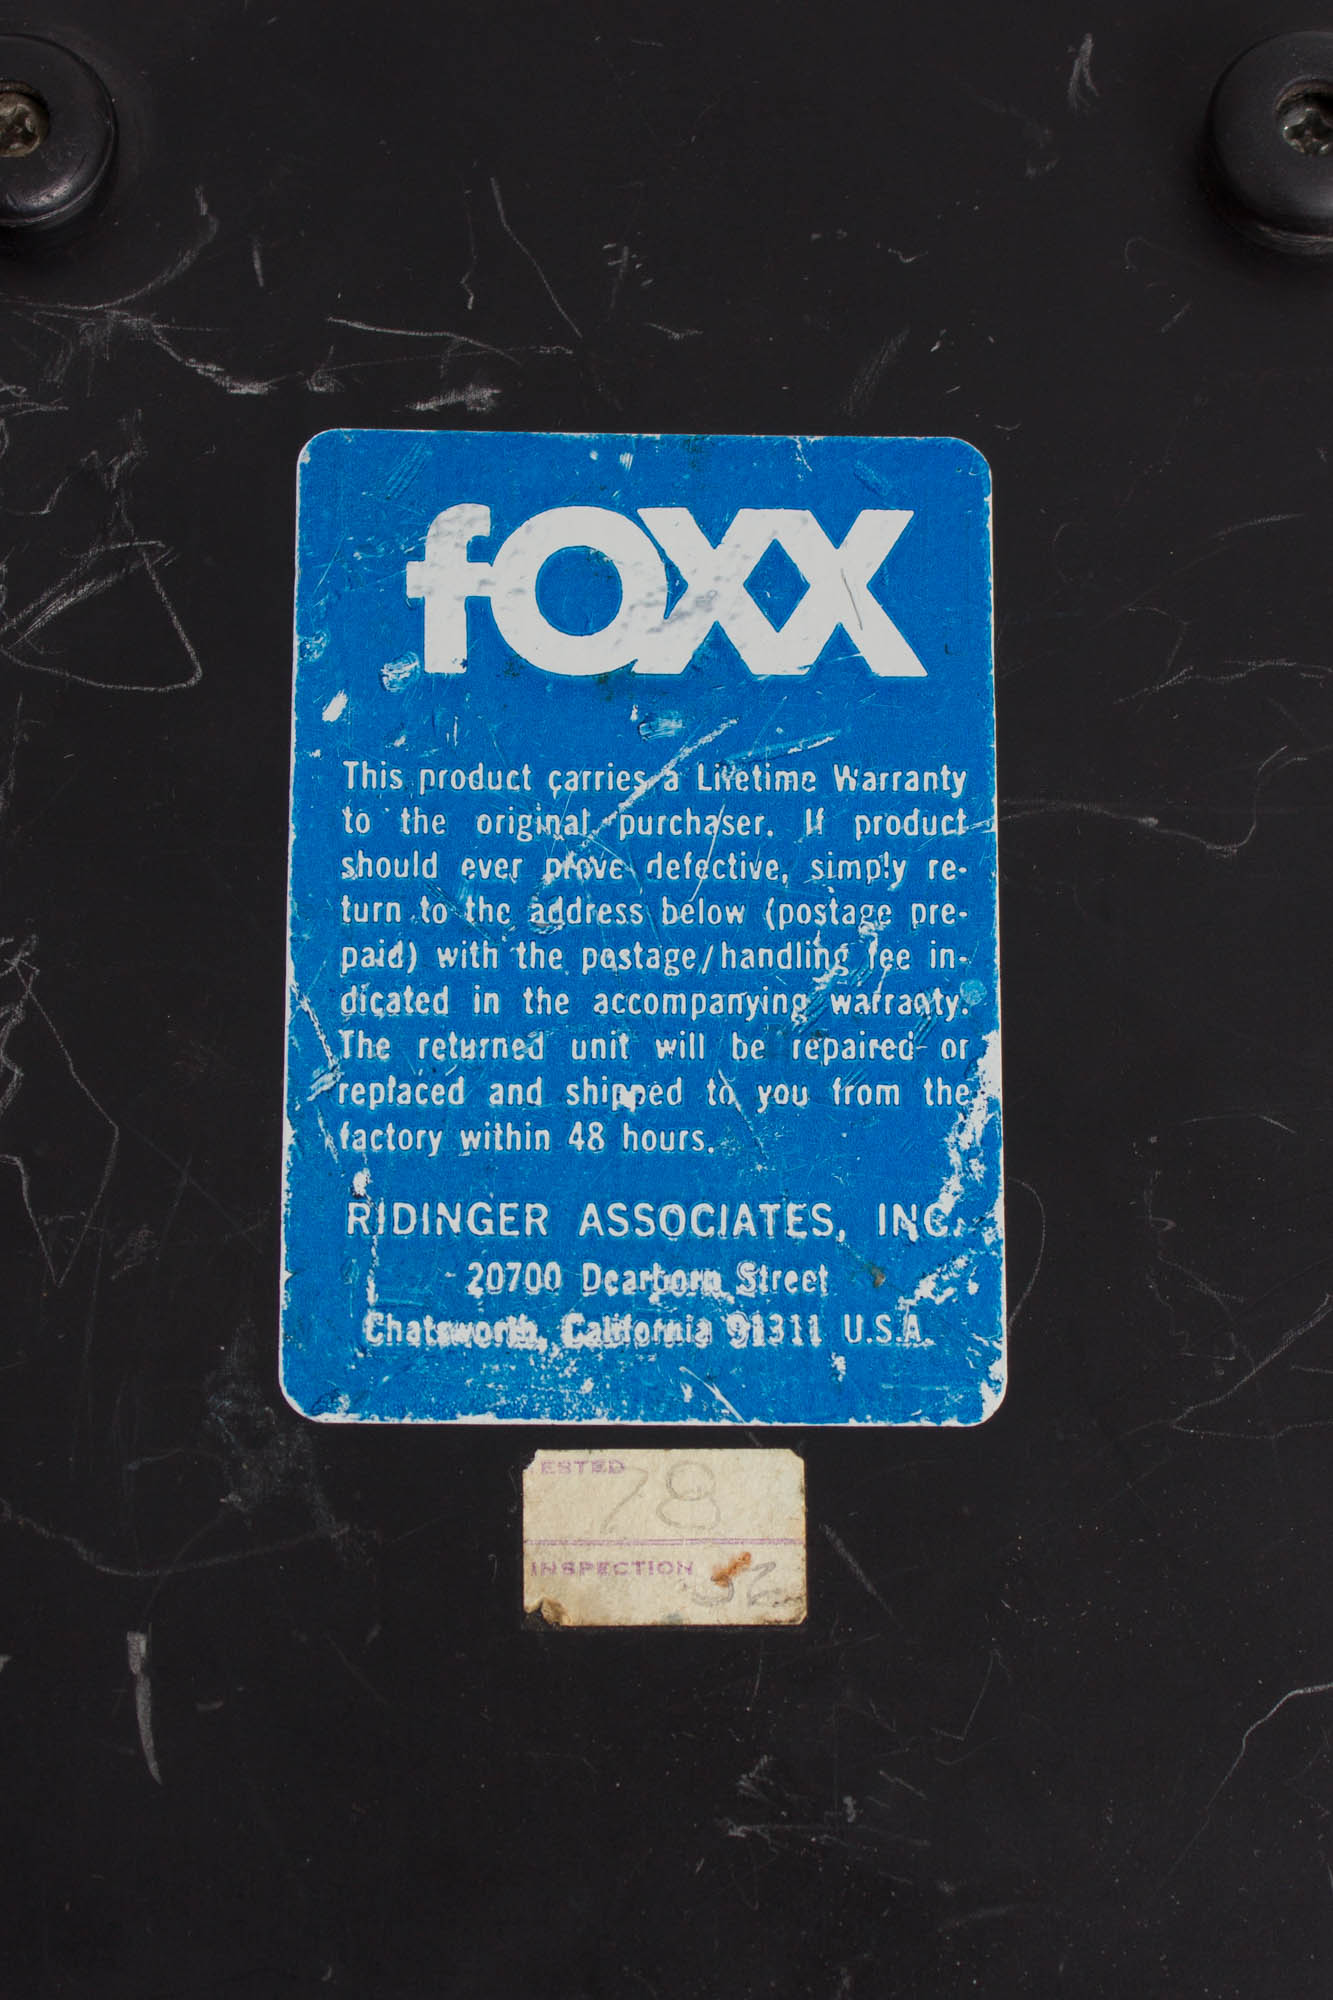 foxx
This product carries a Lifetime Warranty
to the original purchaser. If product
should ever prove defective, simply re-
turn to the address below (postage pre-
paid) with the postage/handling fee in-
dicated in the accompanying warranty.
The returned unit will be repaired or
replaced and shipped to you from the
factory within 48 hours.
RIDINGER ASSOCIATES, INC.
20700 Dearborn Street
Chatsworth, California 91311 U.S.A.
ESTED 78
INSPECTION